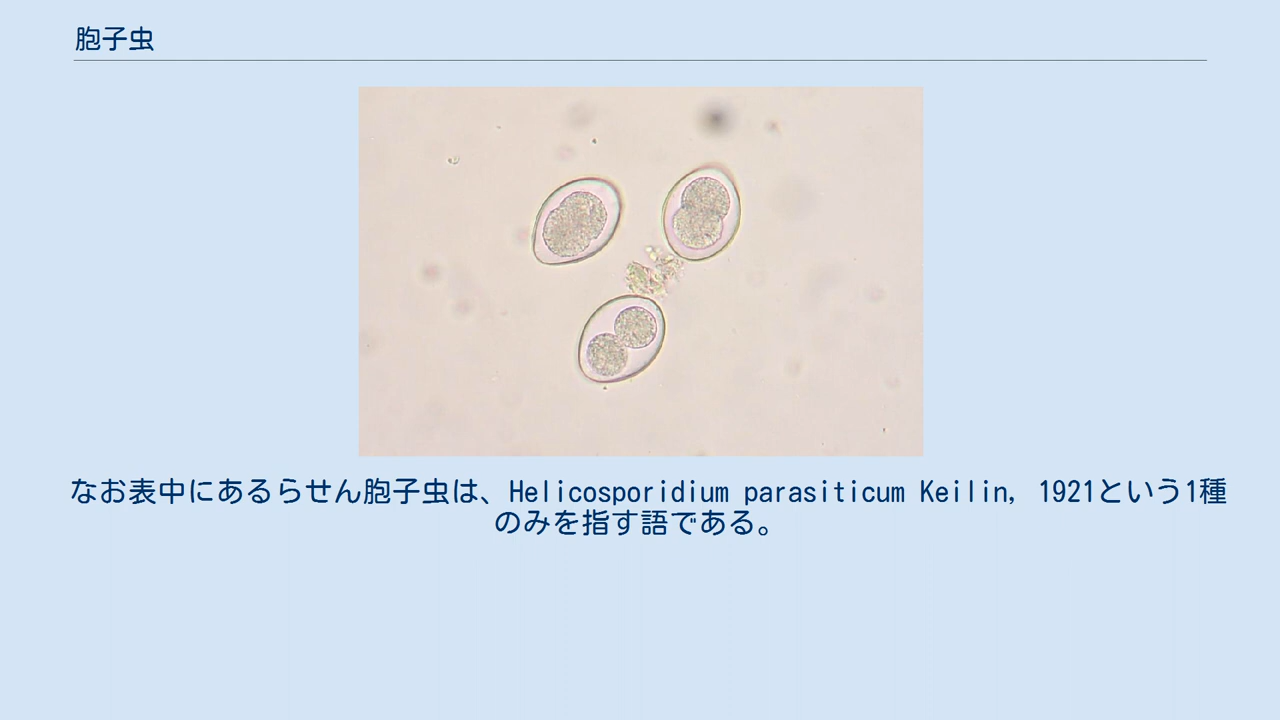 胞子虫
なお表中にあるらせん胞子虫は、Helicosporidium parasiticum Keilin, 1921という1種
のみを指す語である。